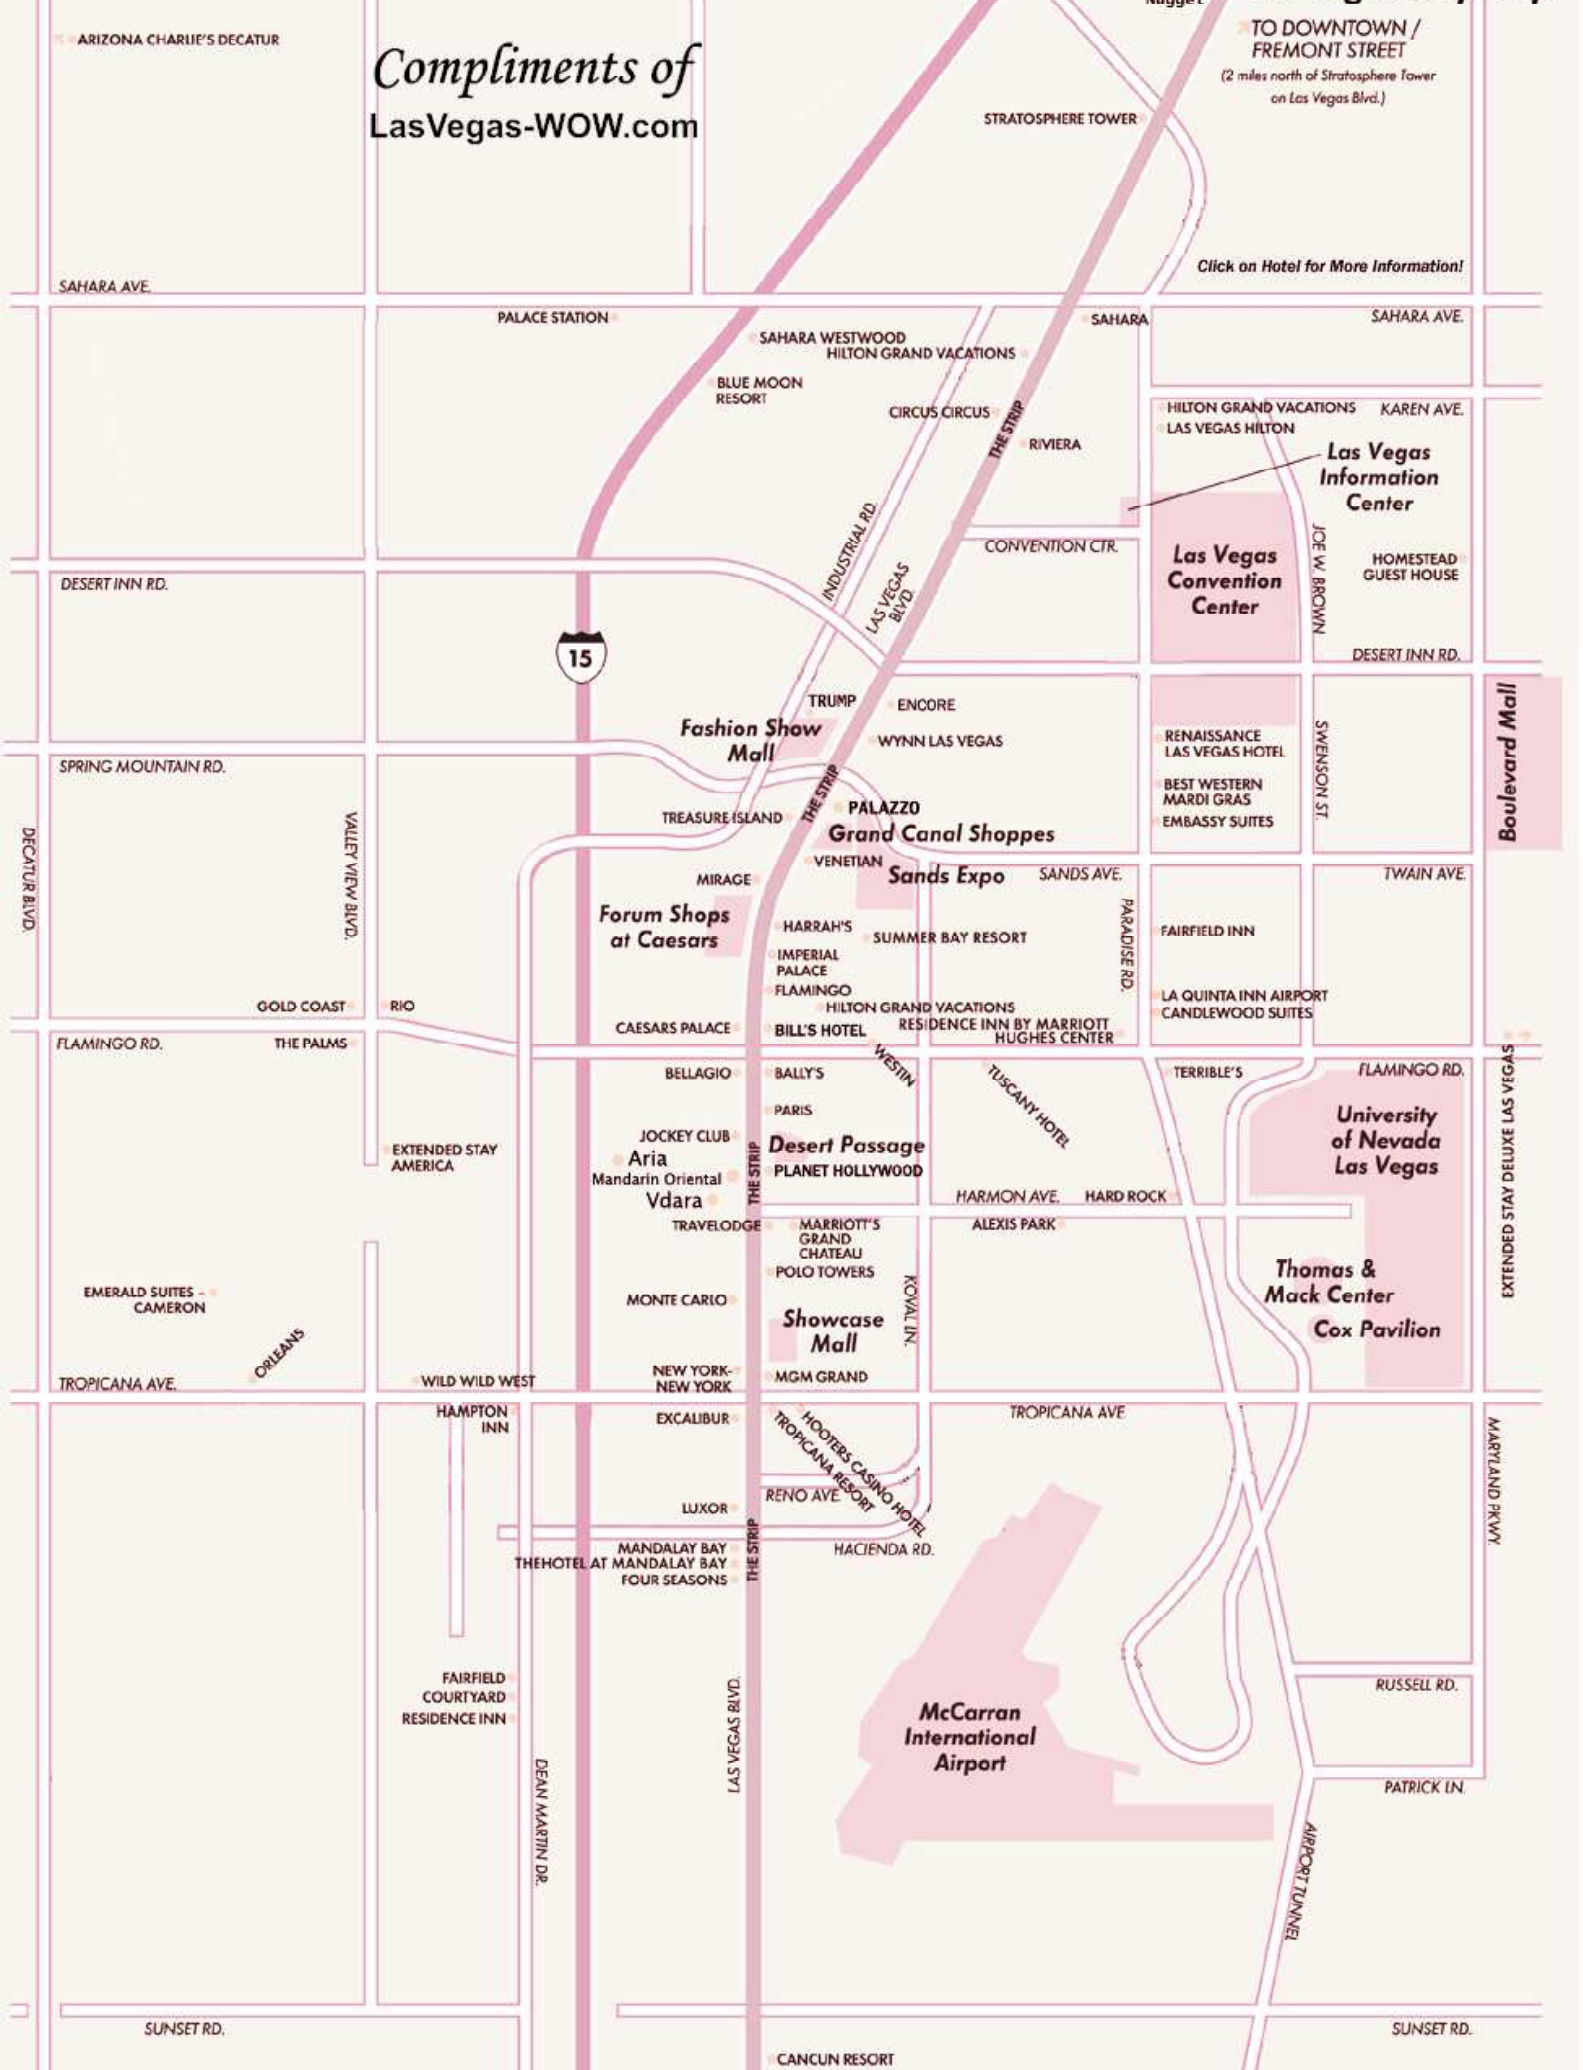 Nugget
TO DOWNTOWN /
FREMONT STREET
(2 miles north of Stratosphere Tower
on Las Vegas Blvd.)
ARIZONA CHARLIE'S DECATUR
Compliments of
LasVegas-WOW.com
STRATOSPHERE TOWER
Click on Hotel for More Information!
SAHARA AVE.
PALACE STATION
SAHARA
SAHARA AVE.
SAHARA WESTWOOD
HILTON GRAND VACATIONS
BLUE MOON
RESORT
CIRCUS CIRCUS
THE STRIP
RIVIERA
HILTON GRAND VACATIONS
KAREN AVE.
LAS VEGAS HILTON
Las Vegas
Information
Center
INDUSTRIAL RD.
LAS VEGAS
BLVD.
CONVENTION CTR.
Las Vegas
Convention
Center
JOE W. BROWN
HOMESTEAD
GUEST HOUSE
DESERT INN RD.
15
DESERT INN RD.
TRUMP
ENCORE
Fashion Show
Mall
WYNN LAS VEGAS
RENAISSANCE
LAS VEGAS HOTEL
SWENSON ST.
Boulevard Mall
SPRING MOUNTAIN RD.
THE STRIP
BEST WESTERN
MARDI GRAS
EMBASSY SUITES
TREASURE ISLAND
PALAZZO
Grand Canal Shoppes
DECATUR BLVD.
VALLEY VIEW BLVD.
VENETIAN
Sands Expo
SANDS AVE.
TWAIN AVE.
MIRAGE
Forum Shops
at Caesars
HARRAH'S
SUMMER BAY RESORT
PARADISE RD.
FAIRFIELD INN
IMPERIAL
PALACE
FLAMINGO
HILTON GRAND VACATIONS
LA QUINTA INN AIRPORT
CANDLEWOOD SUITES
GOLD COAST
RIO
CAESARS PALACE
BILL'S HOTEL
RESIDENCE INN BY MARRIOTT
HUGHES CENTER
FLAMINGO RD.
THE PALMS
WESTIN
TUSCANY HOTEL
BELLAGIO
BALLY'S
TERRIBLE'S
FLAMINGO RD.
EXTENDED STAY DELUXE LAS VEGAS
PARIS
University
of Nevada
Las Vegas
JOCKEY CLUB
Desert Passage
EXTENDED STAY
AMERICA
Aria
Mandarin Oriental
THE STRIP
PLANET HOLLYWOOD
Vdara
HARMON AVE.
HARD ROCK
TRAVELODGE
MARRIOTT'S
GRAND
CHATEAU
ALEXIS PARK
POLO TOWERS
KOVAL LN.
Thomas &
Mack Center
Cox Pavilion
EMERALD SUITES -
CAMERON
MONTE CARLO
Showcase
Mall
ORLEANS
TROPICANA AVE.
WILD WILD WEST
NEW YORK-
NEW YORK
MGM GRAND
HAMPTON
INN
EXCALIBUR
TROPICANA RESORT
HOOTERS CASINO HOTEL
TROPICANA AVE
MARYLAND PKWY.
RENO AVE.
LUXOR
HACIENDA RD.
MANDALAY BAY
THEHOTEL AT MANDALAY BAY
FOUR SEASONS
THE STRIP
FAIRFIELD
COURTYARD
RESIDENCE INN
LAS VEGAS BLVD.
McCarran
International
Airport
RUSSELL RD.
PATRICK LN.
DEAN MARTIN DR.
AIRPORT TUNNEL
SUNSET RD.
SUNSET RD.
CANCUN RESORT